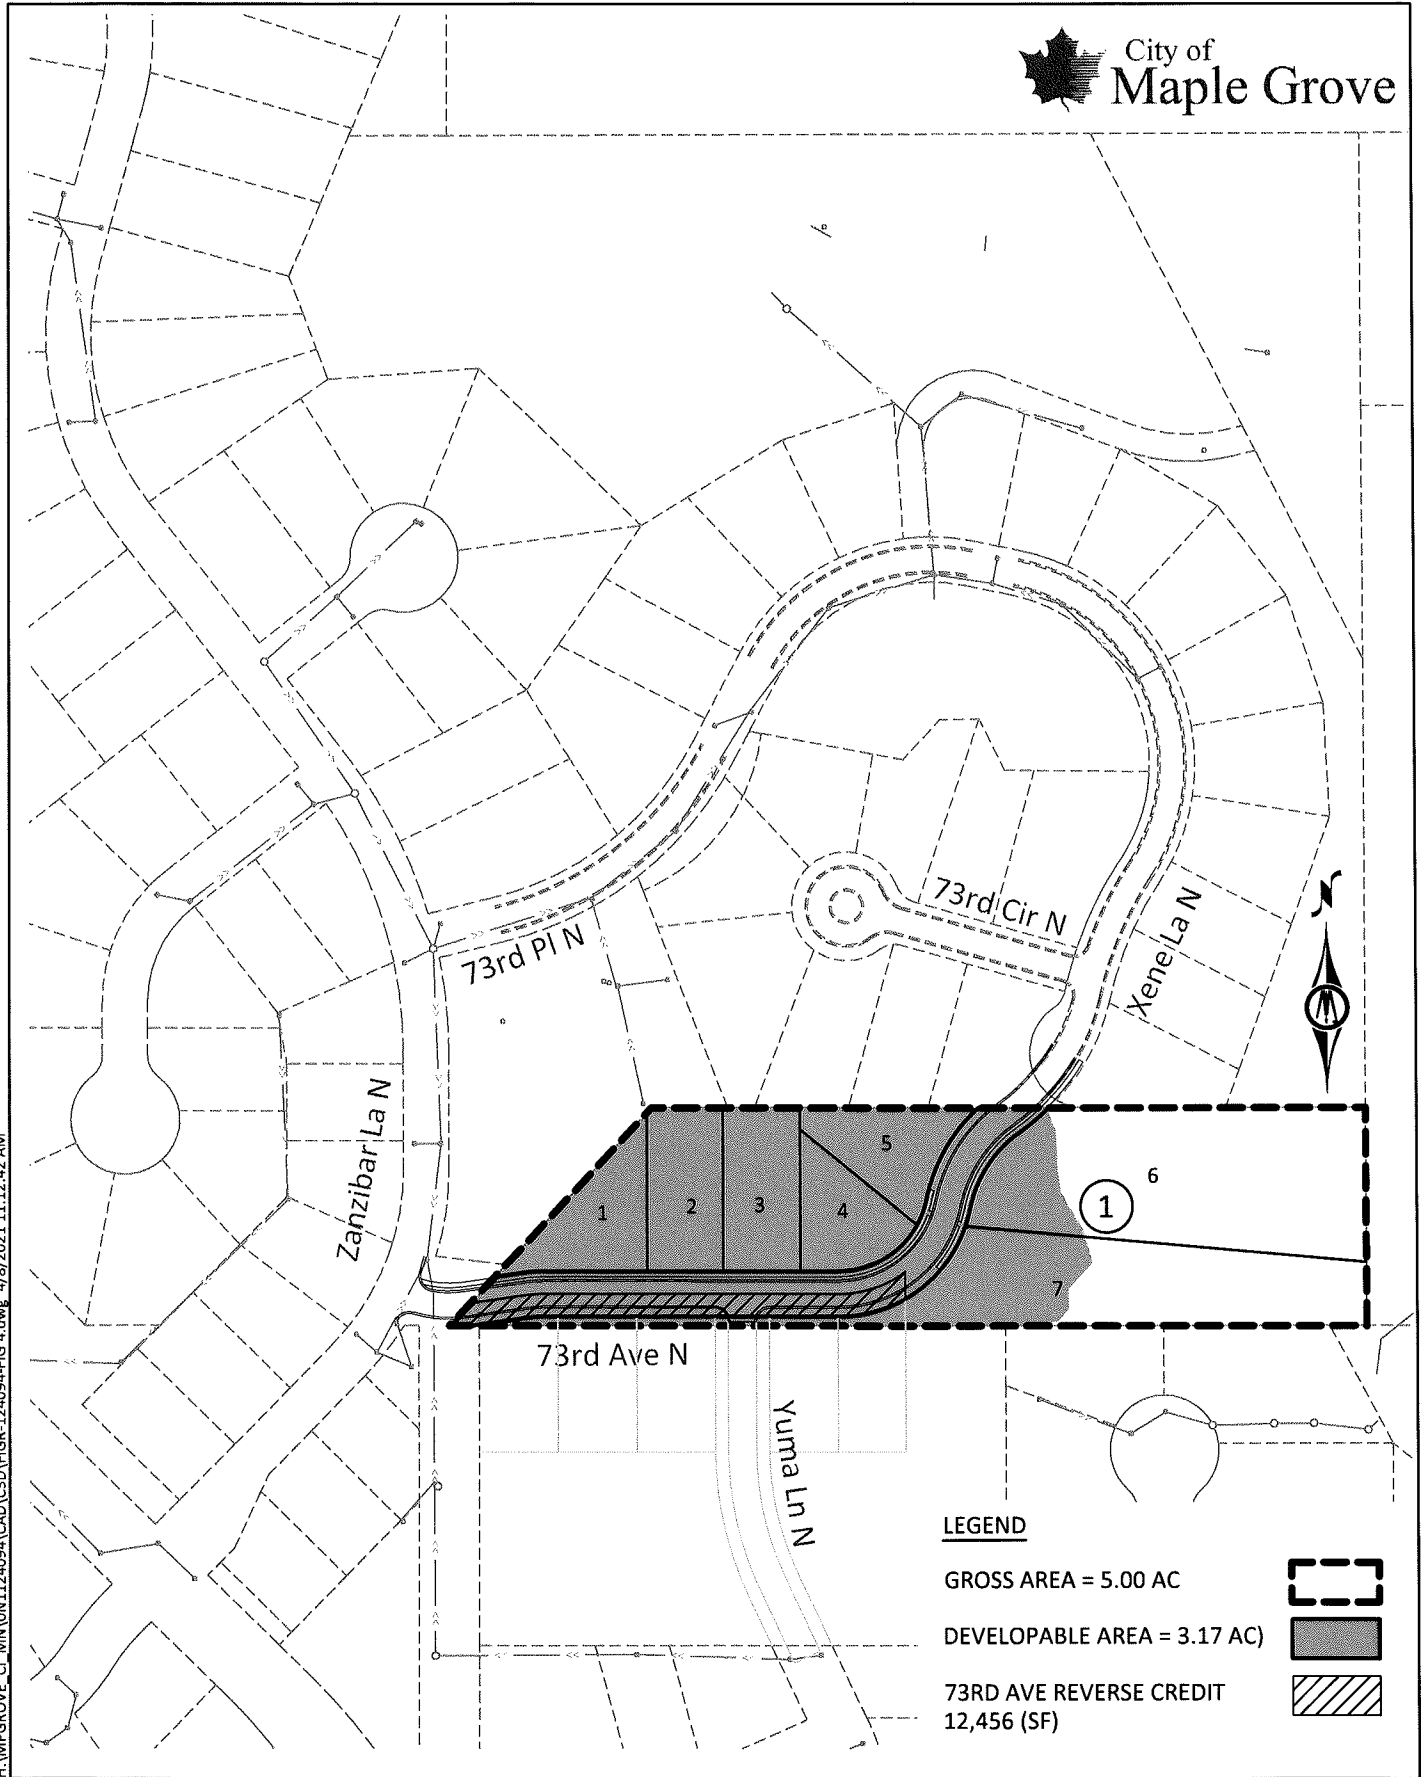 City of
Maple Grove
73rd Cir N
Xene La N
73rd Pl N
Zanzibar La N
5
6
1
2
3
4
1
7
73rd Ave N
Yuma Ln N
LEGEND
GROSS AREA = 5.00 AC
DEVELOPABLE AREA = 3.17 AC)
73RD AVE REVERSE CREDIT
12,456 (SF)
N